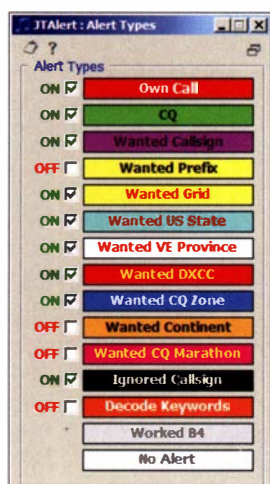 JTAlert : Alert Types
?
Alert Types
ON Own Call
ON CQ
ON Wanted Callsign
OFF Wanted Prefix
ON Wanted Grid
ON Wanted US State
ON Wanted VE Province
ON Wanted DXCC
ON Wanted CQ Zone
OFF Wanted Continent
OFF Wanted CQ Marathon
ON Ignored Callsign
OFF Decode Keywords
Worked B4
No Alert